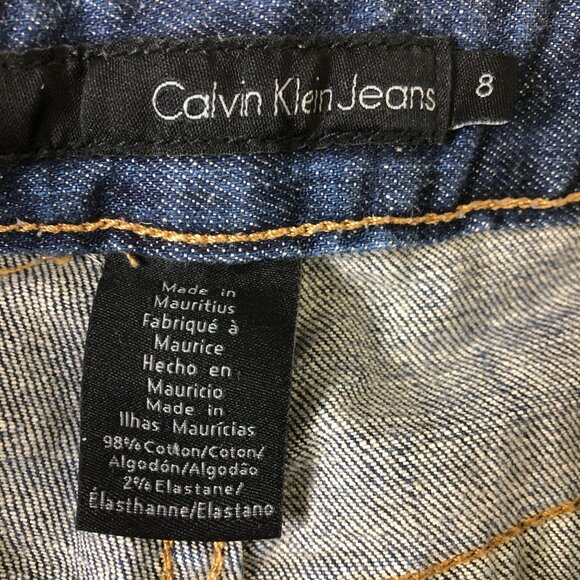 Calvin Klein Jeans
8
Made in
Mauritius
Fabriqué à
Maurice
Hecho en
Mauricio
Made in
Ilhas Maurícias
98% Cotton/Coton/
Algodón/Algodão
2% Elastane/
Élasthanne/Elastano